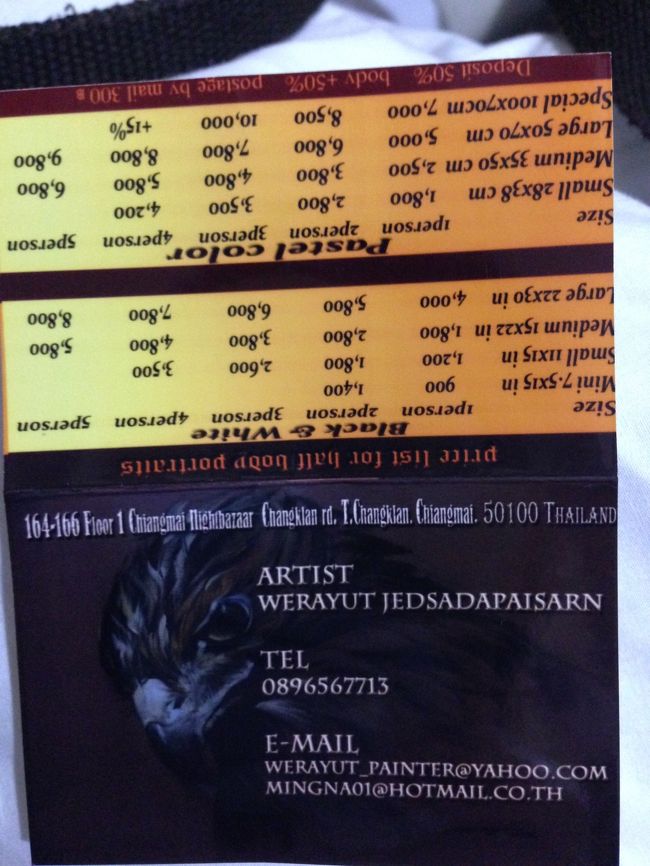 164-166 Floor 1 Chiangmai Nightbazaar Changklan rd. T.Changklan. Chiangmai. 50100 THAILAND
ARTIST
WERAYUT JEDSADAPAISARN
TEL
0896567713
E-MAIL
WERAYUT_PAINTER@YAHOO.COM
MINGNA01@HOTMAIL.CO.TH
price list for half body portraits
Black & White
Size 1person 2person 3person 4person 5person
Mini 7.5x15 in 900 1,400
Small 11x15 in 1,200 1,800 2,600 3,500
Medium 15x22 in 1,800 2,800 3,800 4,800 5,800
Large 22x30 in 4,000 5,800 6,800 7,800 8,800
Pastel color
Size 1person 2person 3person 4person 5person
Small 28x38 cm 1,800 2,800 3,500 4,200
Medium 35x50 cm 2,500 3,800 4,800 5,800 6,800
Large 50x70 cm 5,000 6,800 7,800 8,800 9,800
Special 100x70cm 7,000 8,500 10,000 +15%
Deposit 50% body +50% postage by mail 300 ฿